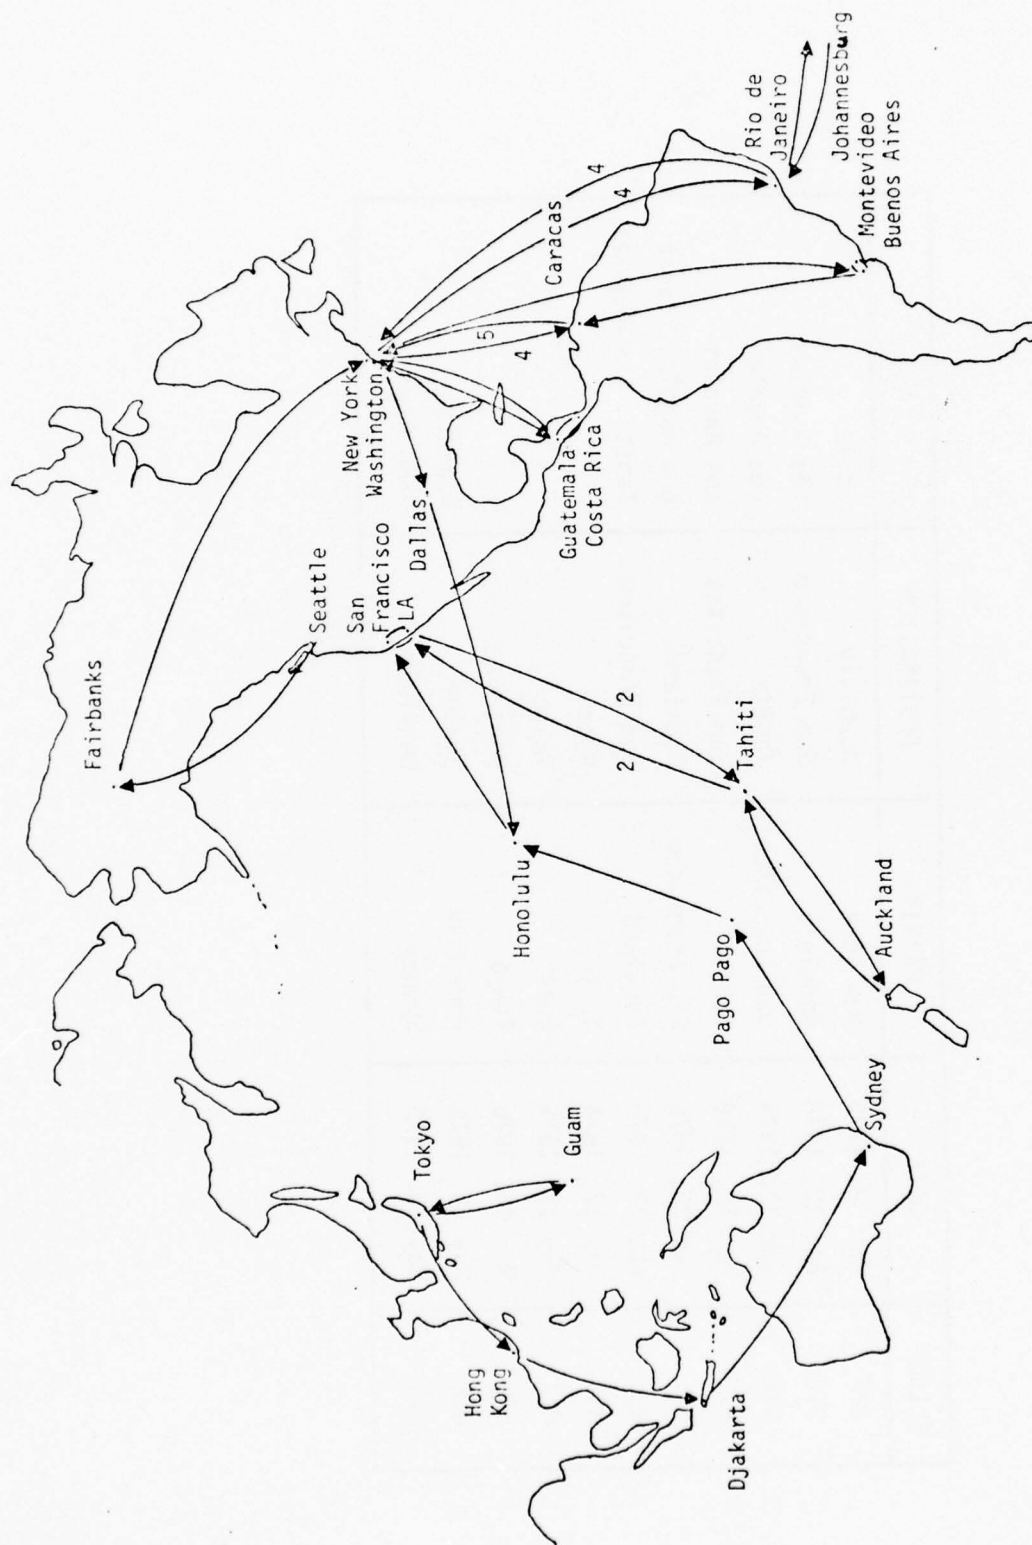 Fairbanks
Seattle
San
Francisco
LA
New York
Washington
Dallas
Guatemala
Costa Rica
Caracas
4
5
4
4
Rio de
Janeiro
Johannesburg
Montevideo
Buenos Aires
Honolulu
2
2
Tahiti
Pago Pago
Auckland
Tokyo
Guam
Hong
Kong
Djakarta
Sydney